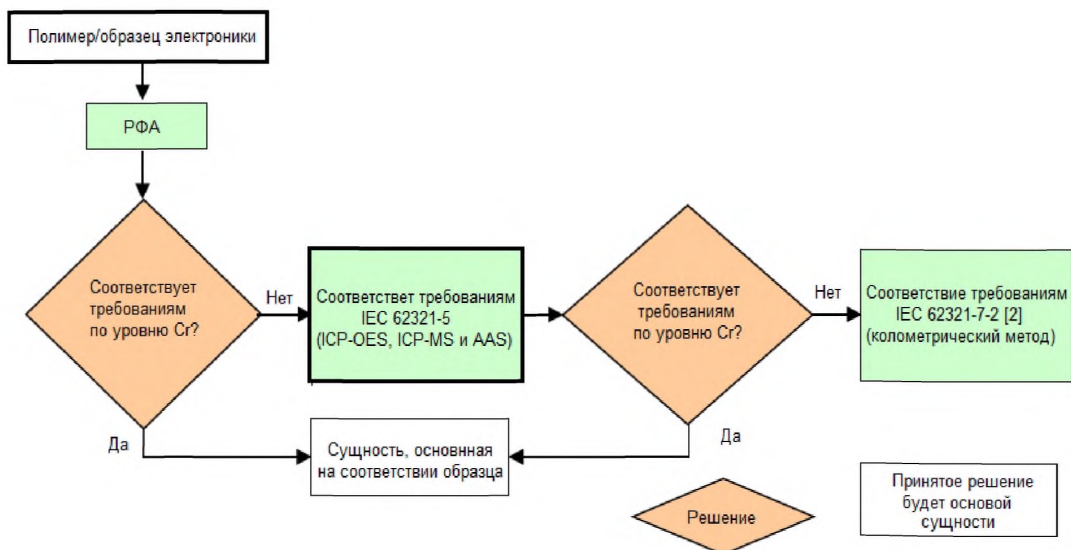 Полимер/образец электроники
РФА
Соответствует
требованиям
по уровню Cr?
Нет
Соответствет требованиям
IEC 62321-5
(ICP-OES, ICP-MS и AAS)
Соответствует
требованиям
по уровню Cr?
Нет
Соответствие требованиям
IEC 62321-7-2 [2]
(колометрический метод)
Да
Сущность, основнная
на соответствии образца
Да
Решение
Принятое решение
будет основой
сущности